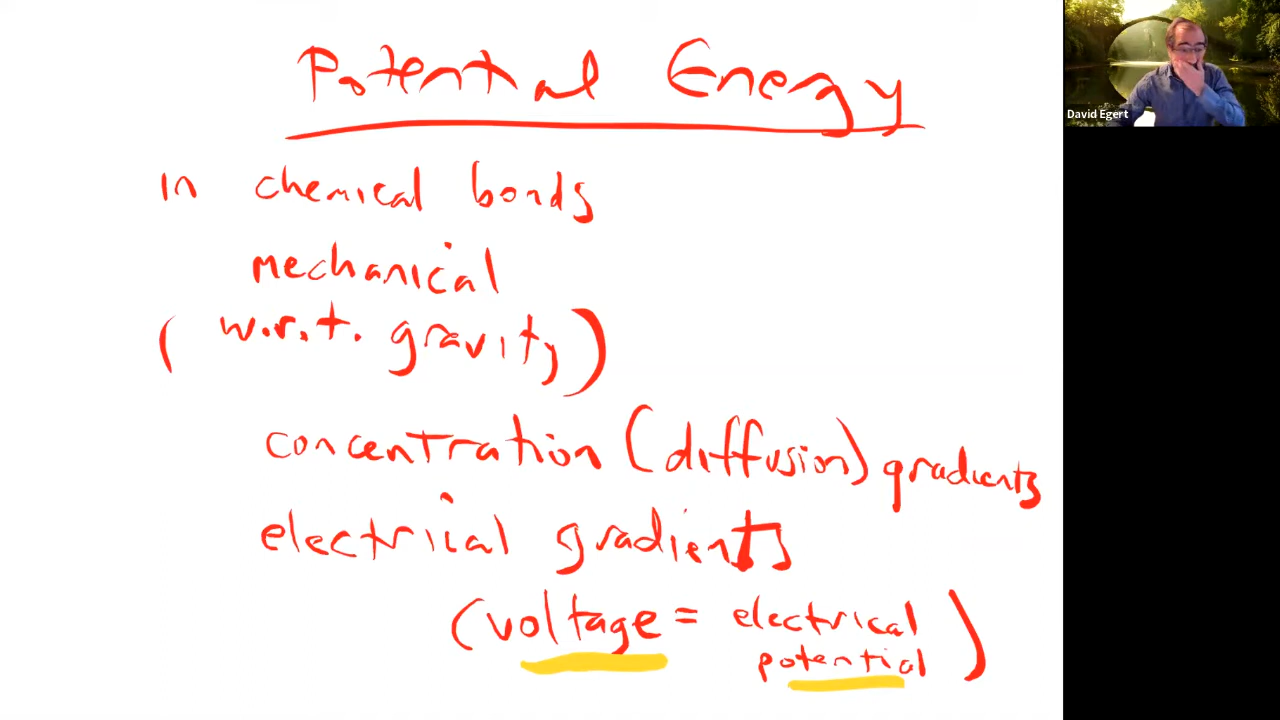 Potential Energy
in chemical bonds
mechanical
(w.r.t. gravity)
concentration (diffusion) gradients
electrical gradients
(voltage = electrical
potential)
David Egert